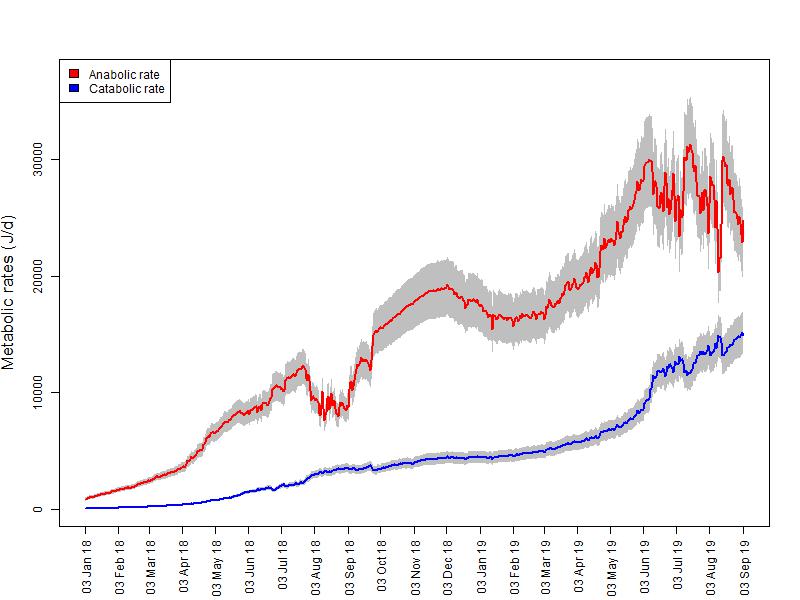 Anabolic rate
Catabolic rate
Metabolic rates (J/d)
30000
20000
10000
0
03 Jan 18
03 Feb 18
03 Mar 18
03 Apr 18
03 May 18
03 Jun 18
03 Jul 18
03 Aug 18
03 Sep 18
03 Oct 18
03 Nov 18
03 Dec 18
03 Jan 19
03 Feb 19
03 Mar 19
03 Apr 19
03 May 19
03 Jun 19
03 Jul 19
03 Aug 19
03 Sep 19